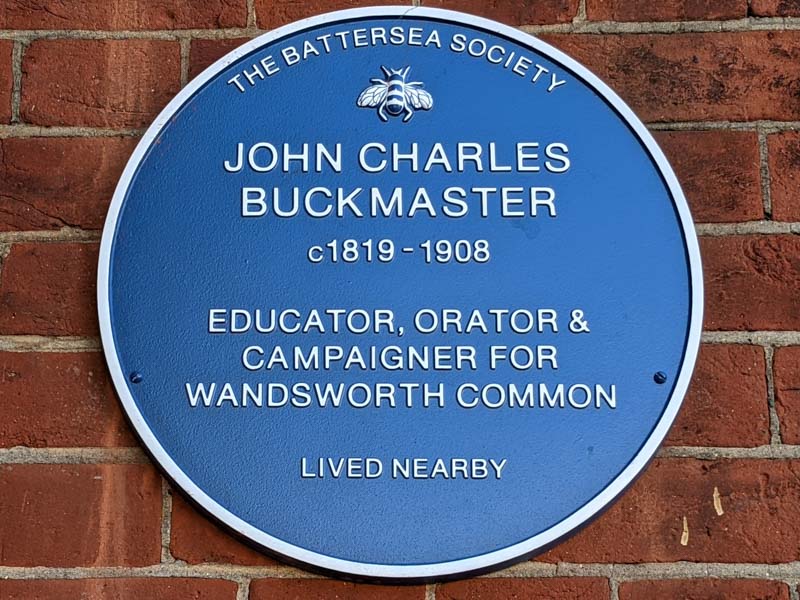 THE BATTERSEA SOCIETY
JOHN CHARLES
BUCKMASTER
c1819 - 1908
EDUCATOR, ORATOR &
CAMPAIGNER FOR
WANDSWORTH COMMON
LIVED NEARBY